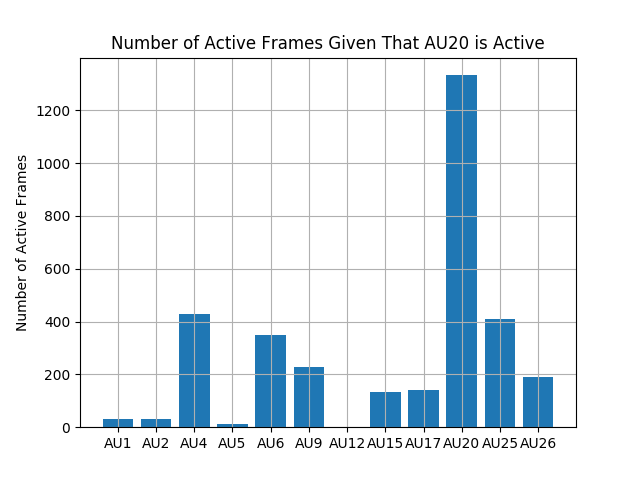 Number of Active Frames Given That AU20 is Active
Number of Active Frames
1200
1000
800
600
400
200
0
AU1 AU2 AU4 AU5 AU6 AU9 AU12 AU15 AU17 AU20 AU25 AU26